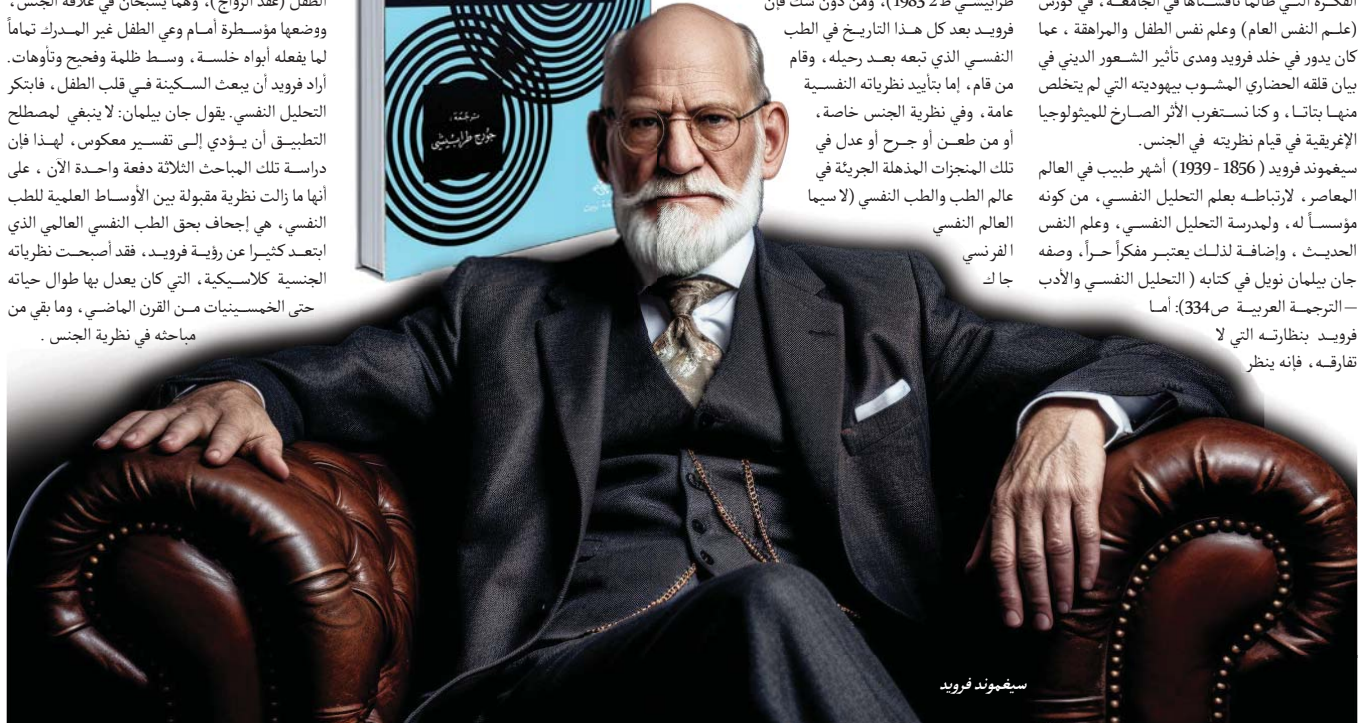 الفكرة التي طالما ناقشناها في الجامعة، في كورس
(علم النفس العام) وعلم نفس الطفل والمراهقة ، عما
كان يدور في خلد فرويد ومدى تأثير الشعور الديني في
بيان قلقه الحضاري المشوب بيهوديته التي لم يتخلص
منها بتاتا، وكنا نستغرب الأثر الصارخ للميثولوجيا
الإغريقية في قيام نظريته في الجنس.
سيغموند فرويد ( 1856 - 1939) أشهر طبيب في العالم
المعاصر، لارتباطه بعلم التحليل النفسي، من كونه
مؤسساً له، ولمدرسة التحليل النفسي، وعلم النفس
الحديث ، وإضافة لذلك يعتبر مفكراً حراً، وصفه
جان بيلمان نويل في كتابه ( التحليل النفسي والأدب
– الترجمة العربية ص334): أما
فرويد بنظارته التي لا
تفارقه، فإنه ينظر
طرابيشي ط2 1983)، ومن دون شك فإن
فرويد بعد كل هذا التاريخ في الطب
النفسي الذي تبعه بعد رحيله، وقام
من قام، إما بتأييد نظرياته النفسية
عامة، وفي نظرية الجنس خاصة،
أو من طعن أو جرح أو عدل في
تلك المنجزات المذهلة الجريئة في
عالم الطب والطب النفسي (لا سيما
العالم النفسي
الفرنسي
جاك
الطفل (عقد الزواج)، وهما يسبحان في علاقة الجنس،
ووضعها مؤسطرة أمام وعي الطفل غير المدرك تماماً
لما يفعله أبواه خلسة، وسط ظلمة وفحيح وتأوهات.
أراد فرويد أن يبعث السكينة في قلب الطفل، فابتكر
التحليل النفسي. يقول جان بيلمان: لا ينبغي لمصطلح
التطبيق أن يؤدي إلى تفسير معكوس، لهذا فإن
دراسة تلك المباحث الثلاثة دفعة واحدة الآن ، على
أنها ما زالت نظرية مقبولة بين الأوساط العلمية للطب
النفسي، هي إجحاف بحق الطب النفسي العالمي الذي
ابتعد كثيرا عن رؤية فرويد، فقد أصبحت نظرياته
الجنسية كلاسيكية، التي كان يعدل بها طوال حياته
حتى الخمسينيات من القرن الماضي، وما بقي من
مباحثه في نظرية الجنس .
ترجمة:
جورج طرابيشي
سيغموند فرويد